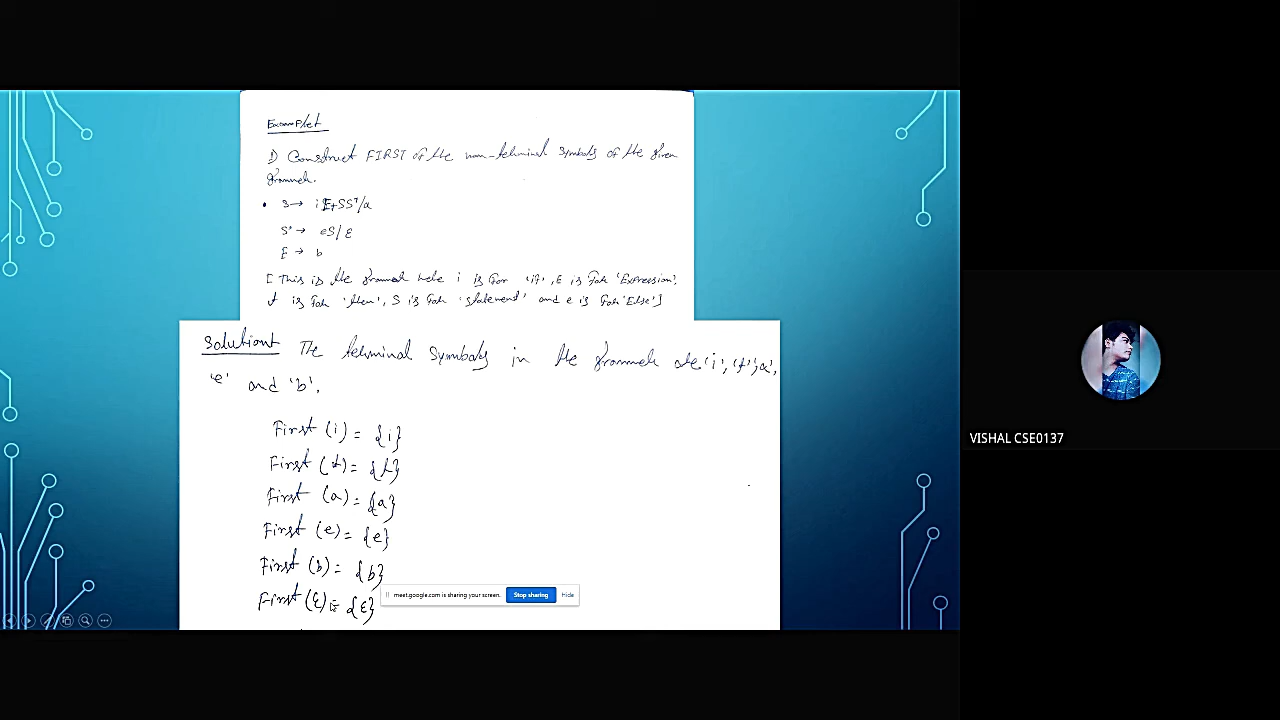 Example:
1) Construct FIRST of the non-terminal symbols of the given
grammar.
• S → iEtSS'/a
S' → eS/ε
E → b
[ This is the grammar where i is for 'if', E is for 'Expression',
t is for 'then', S is for 'statement' and e is for 'Else']
Solution: The terminal symbols in the grammar are 'i', 't', 'a',
'e' and 'b'.
First (i) = {i}
First (t) = {t}
First (a) = {a}
First (e) = {e}
First (b) = {b}
First (ε) = {ε}
meet.google.com is sharing your screen. Stop sharing Hide
VISHAL CSE0137